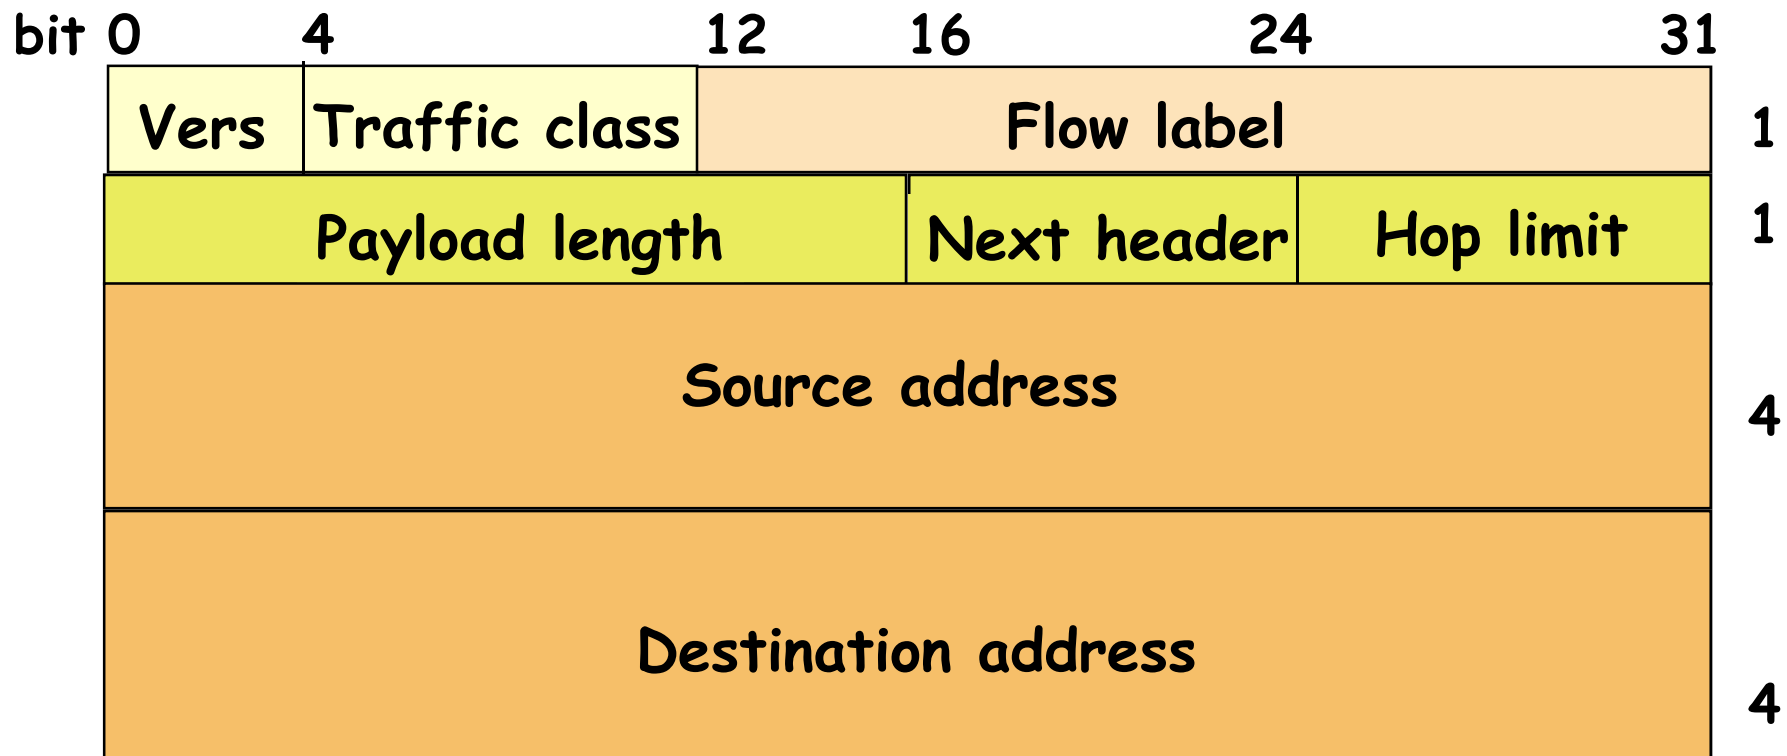 bit 0 4 12 16 24 31
Vers Traffic class Flow label 1
Payload length Next header Hop limit 1
Source address
4
Destination address
4